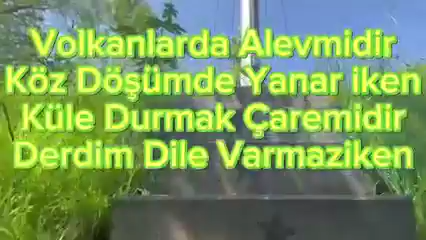 Volkanlarda Alevmidir
Köz Döşümde Yanar iken
Küle Durmak Çaremidir
Derdim Dile Varmaziken